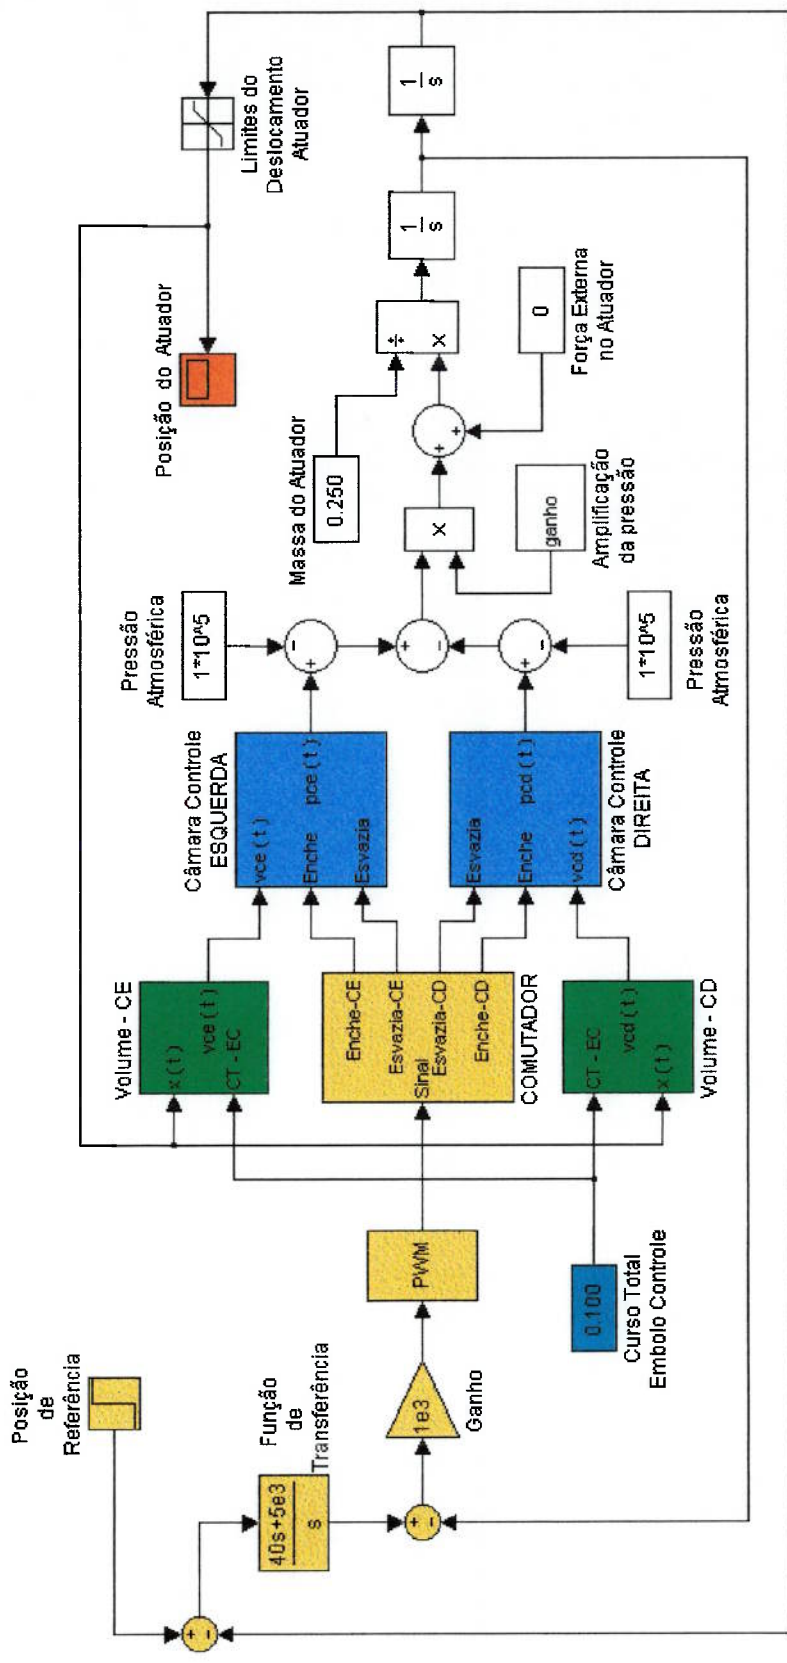 Posição
de
Referência
Função
de
Transferência
40s+5e3
s
1e3
Ganho
PWM
0.100
Curso Total
Embolo Controle
Volume - CE
x(t)
vce(t)
CT - EC
Enche-CE
Esvazia-CE
Sinal
Esvazia-CD
Enche-CD
COMUTADOR
CT - EC
vcd(t)
x(t)
Volume - CD
Câmara Controle
ESQUERDA
vce(t)
Enche pce(t)
Esvazia
Esvazia
Enche pcd(t)
vcd(t)
Câmara Controle
DIREITA
Pressão
Atmosférica
1*10^5
-
+
+
-
-
+
1*10^5
Pressão
Atmosférica
x
ganho
Amplificação
da pressão
Massa do Atuador
0.250
+
+
÷
x
0
Força Externa
no Atuador
1
s
1
s
Posição do Atuador
Limites do
Deslocamento
Atuador
+
-
+
-